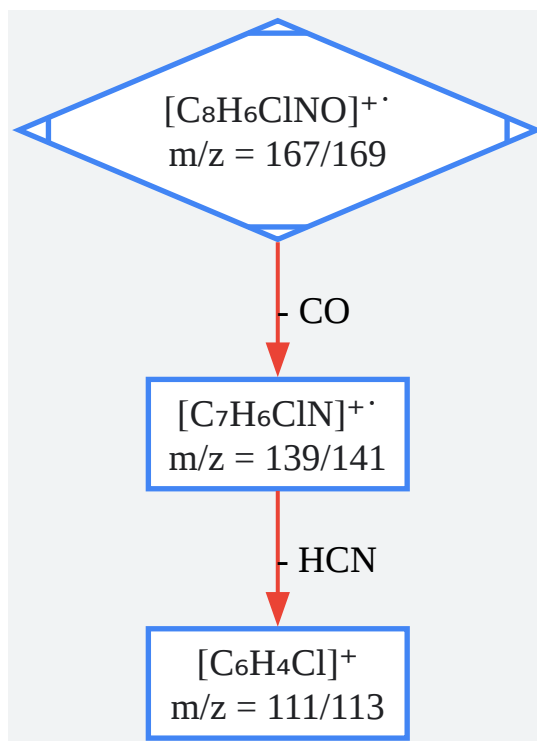 [C₈H₆ClNO]⁺˙
m/z = 167/169
- CO
[C₇H₆ClN]⁺˙
m/z = 139/141
- HCN
[C₆H₄Cl]⁺
m/z = 111/113